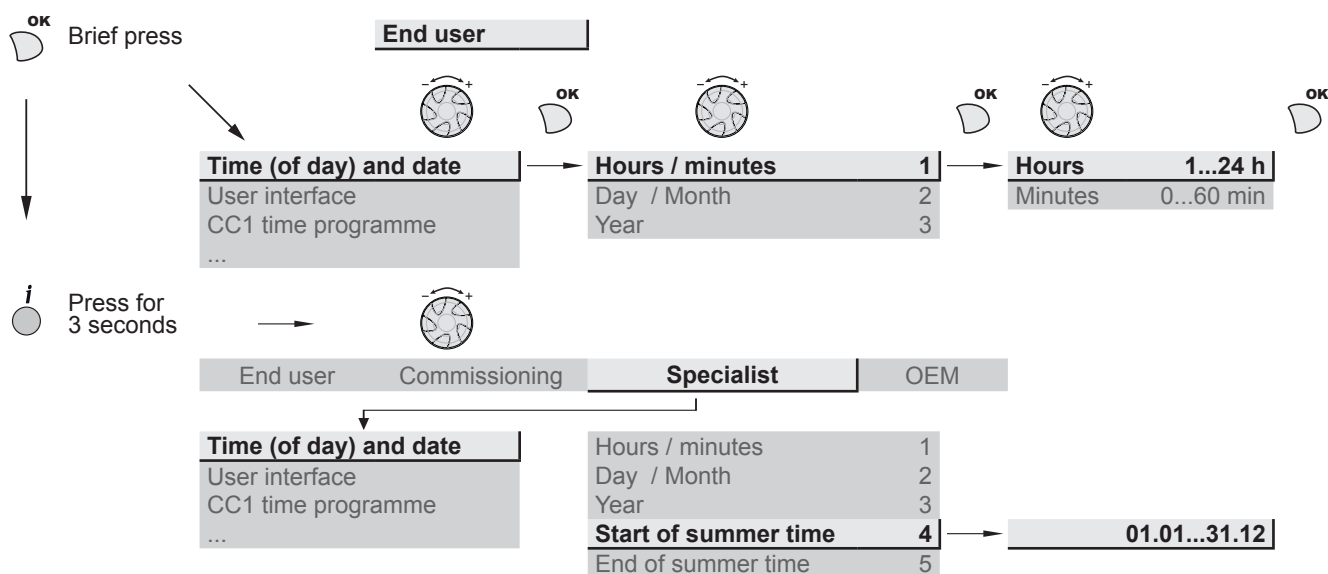 OK
Brief press
End user
- +
- +
- +
OK
OK
OK
Time (of day) and date
User interface
CC1 time programme
...
Hours / minutes 1
Day / Month 2
Year 3
Hours 1...24 h
Minutes 0...60 min
i
Press for
3 seconds
- +
End user Commissioning Specialist OEM
Time (of day) and date
User interface
CC1 time programme
...
Hours / minutes 1
Day / Month 2
Year 3
Start of summer time 4
End of summer time 5
01.01...31.12